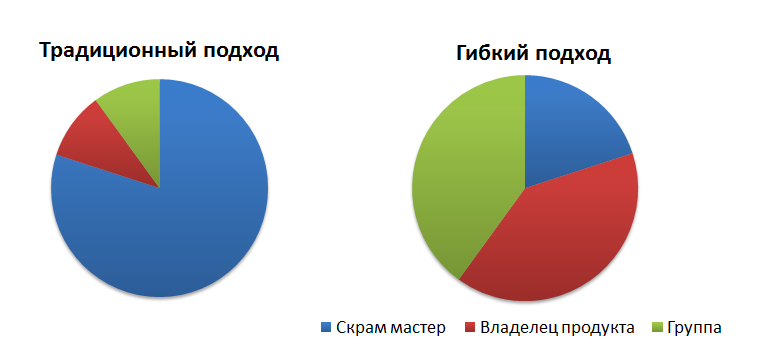 Традиционный подход
Гибкий подход
Скрам мастер Владелец продукта Группа